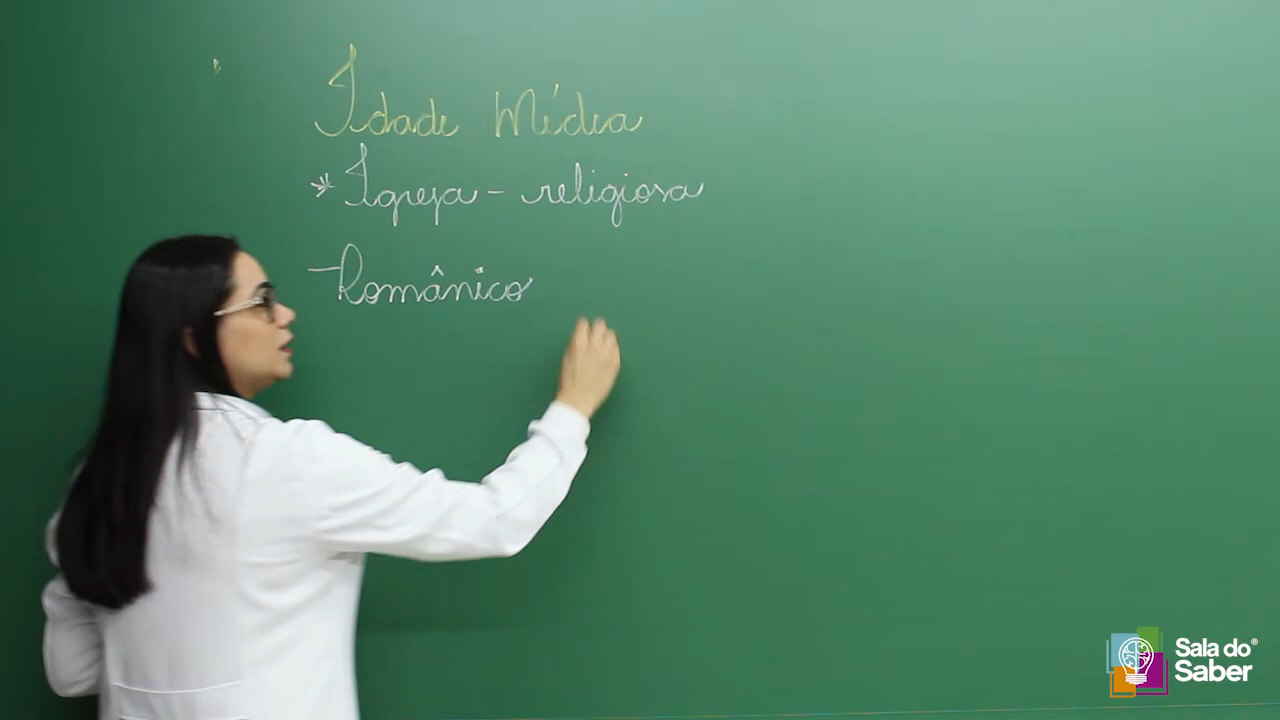 Idade Média
* Igreja - religiosa
- Românico
Sala do®
Saber